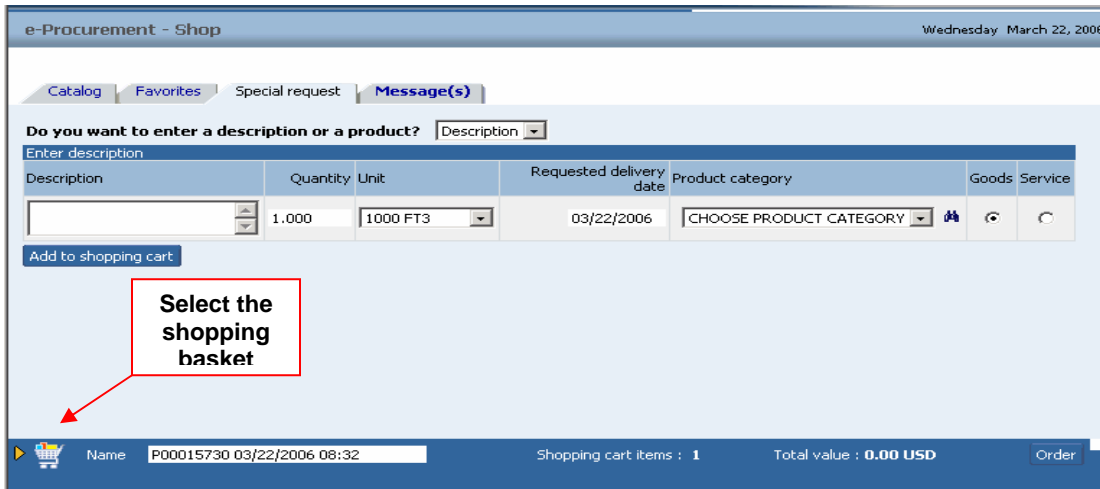 e-Procurement - Shop Wednesday March 22, 2006
Catalog Favorites Special request Message(s)
Do you want to enter a description or a product? Description
Enter description
Description Quantity Unit Requested delivery date Product category Goods Service
1.000 1000 FT3 03/22/2006 CHOOSE PRODUCT CATEGORY
Add to shopping cart
Select the
shopping
basket
Name P00015730 03/22/2006 08:32 Shopping cart items : 1 Total value : 0.00 USD Order